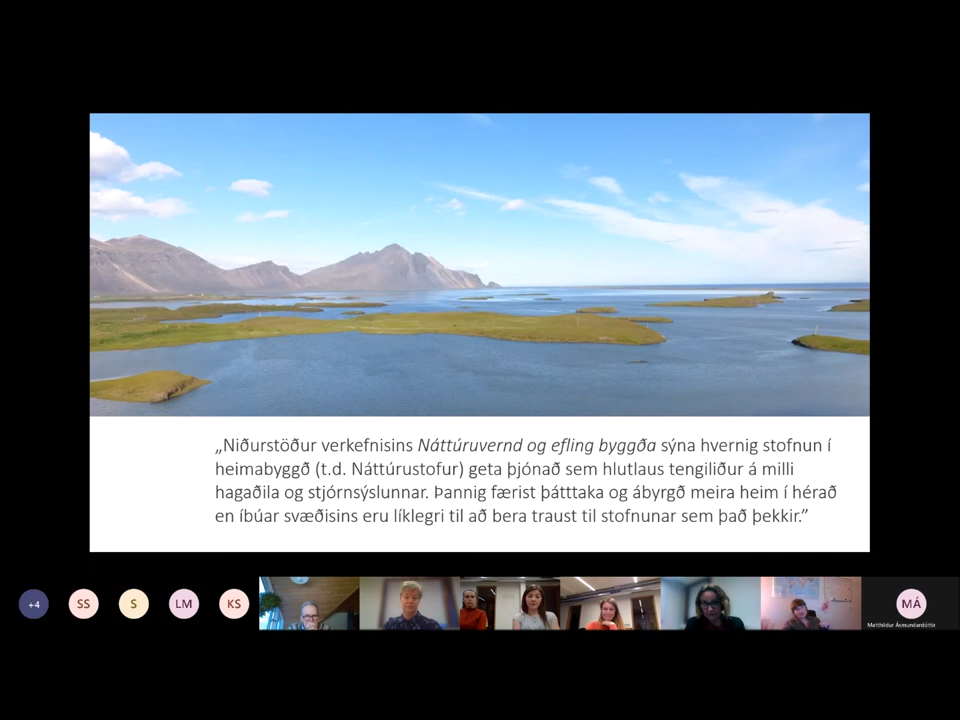 „Niðurstöður verkefnisins Náttúruvernd og efling byggða sýna hvernig stofnun í
heimabyggð (t.d. Náttúrustofur) geta þjónað sem hlutlaus tengiliður á milli
hagaðila og stjórnsýslunnar. Þannig færist þátttaka og ábyrgð meira heim í hérað
en íbúar svæðisins eru líklegri til að bera traust til stofnunar sem það þekkir.”
+4
SS
S
LM
KS
MÁ
Matthildur Ásmundardóttir